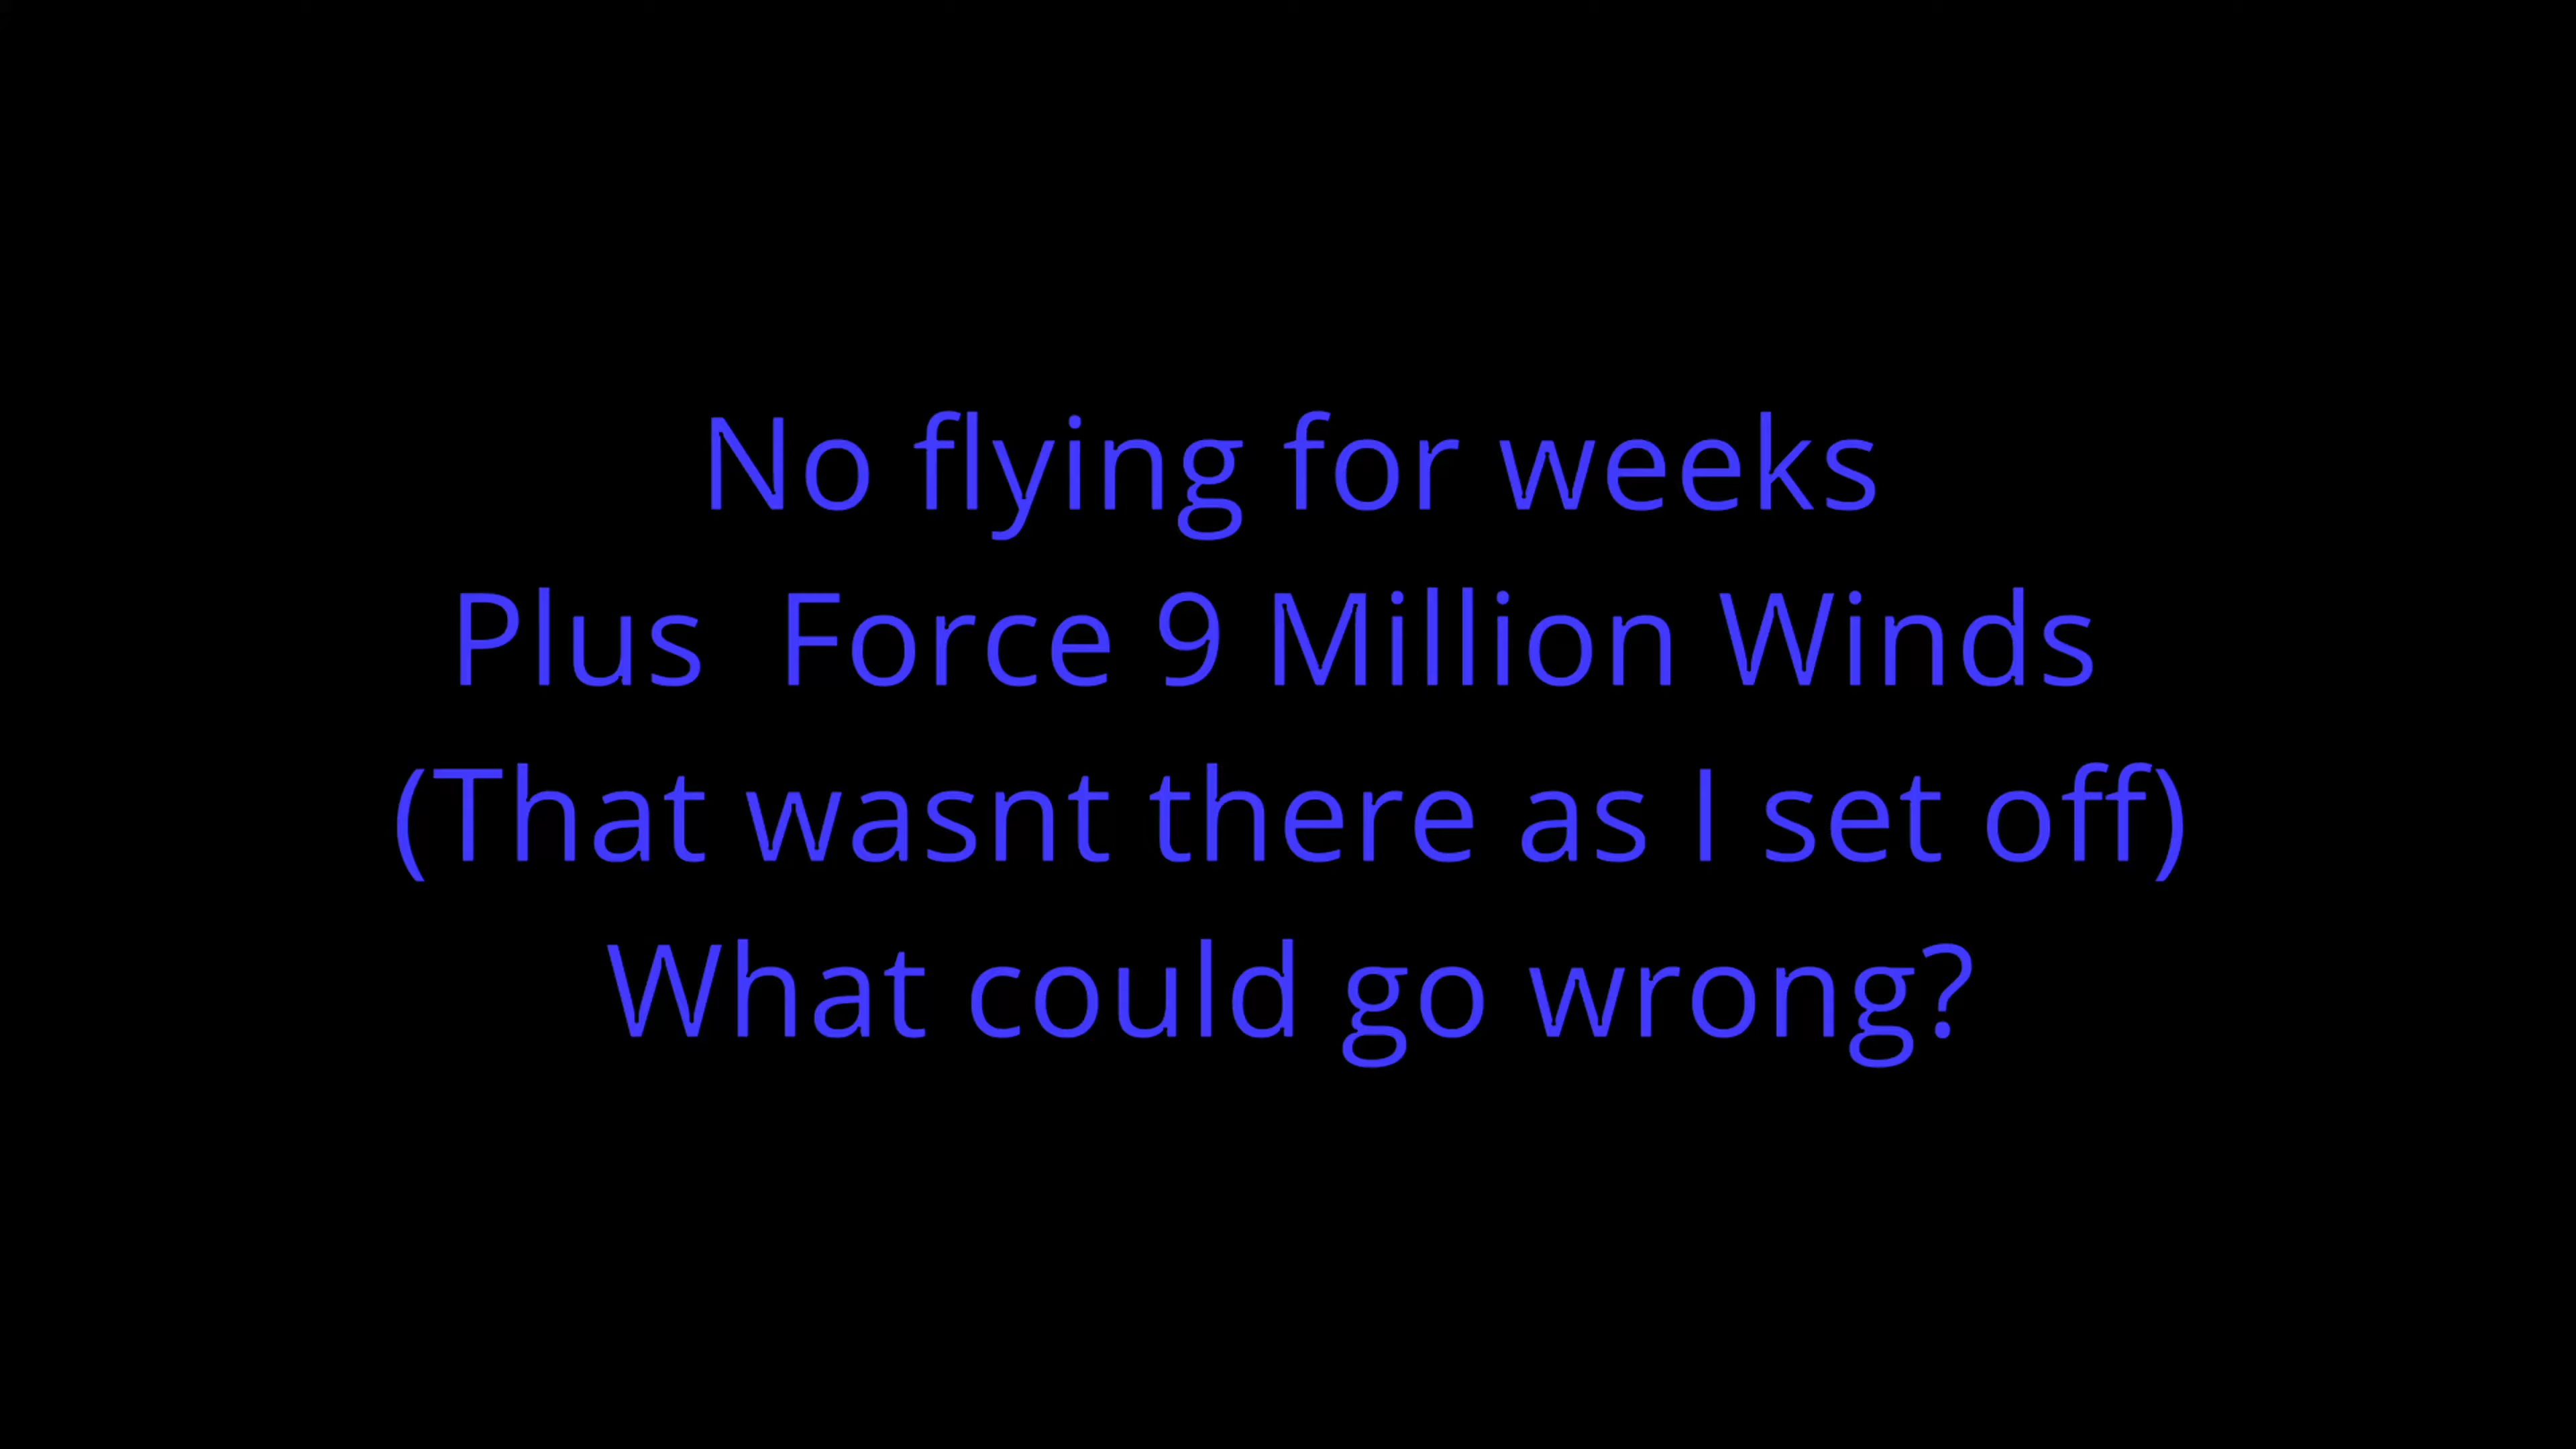 No flying for weeks
Plus  Force 9 Million Winds
(That wasnt there as I set off)
What could go wrong?